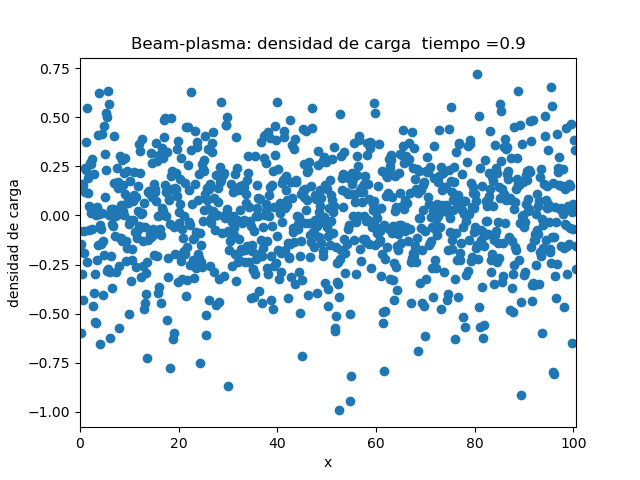 Beam-plasma: densidad de carga  tiempo =0.9
densidad de carga
0.75
0.50
0.25
0.00
−0.25
−0.50
−0.75
−1.00
0 20 40 60 80 100
x